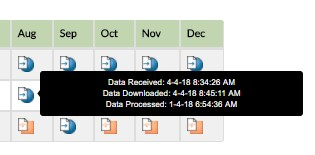 Aug Sep Oct Nov Dec
Data Received: 4-4-18 8:34:26 AM
Data Downloaded: 4-4-18 8:45:11 AM
Data Processed: 1-4-18 6:54:36 AM